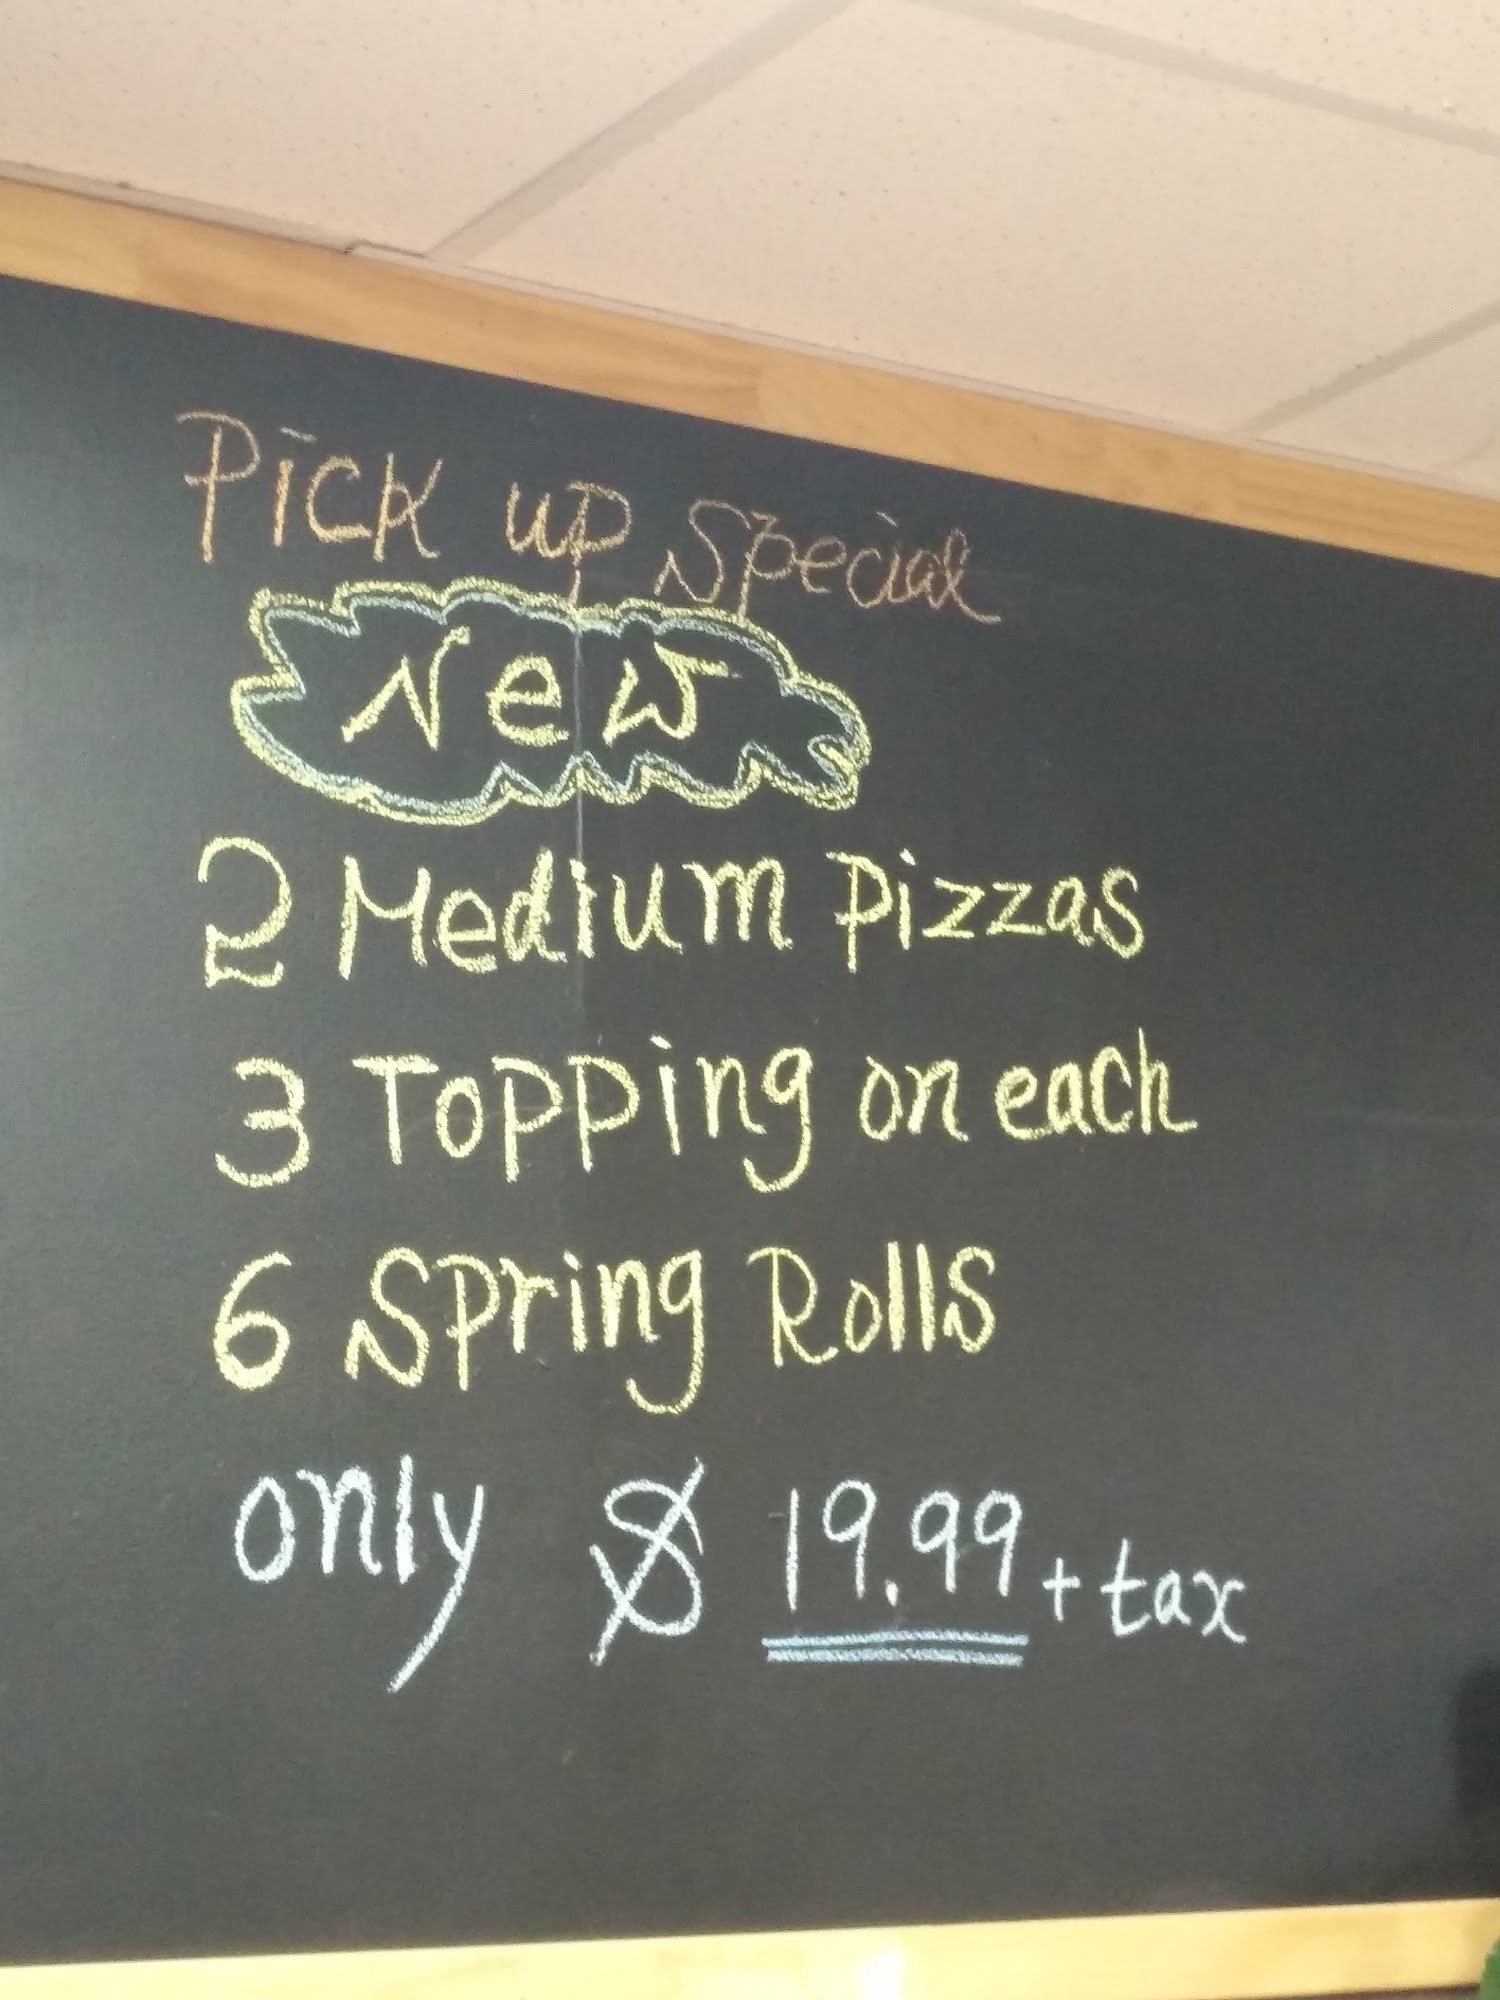 Pick up special
New
2 Medium Pizzas
3 Topping on each
6 Spring Rolls
only $ 19.99 + tax